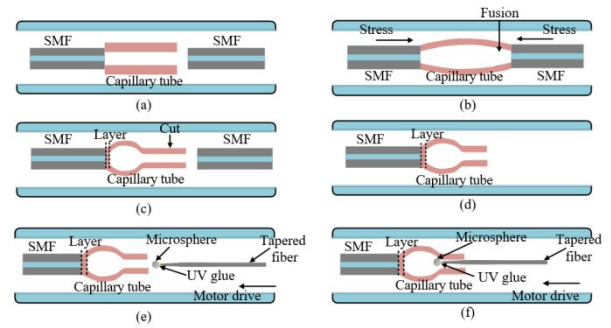 SMF
SMF
Capillary tube
(a)
Fusion
Stress
Stress
SMF
Capillary tube
SMF
(b)
Cut
SMF
Layer
SMF
Capillary tube
(c)
SMF
Layer
Capillary tube
(d)
Microsphere
SMF
Layer
Tapered
fiber
UV glue
Capillary tube
Motor drive
(e)
Microsphere
SMF
Layer
Tapered
fiber
UV glue
Capillary tube
Motor drive
(f)